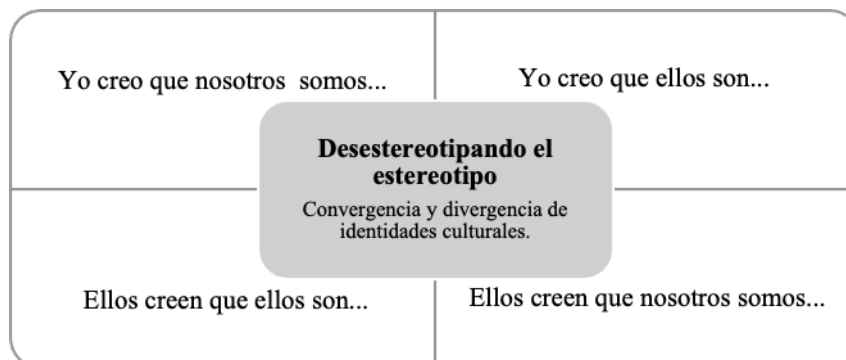 Yo creo que nosotros somos...
Yo creo que ellos son...
Desestereotipando el
estereotipo
Convergencia y divergencia de
identidades culturales.
Ellos creen que ellos son...
Ellos creen que nosotros somos...